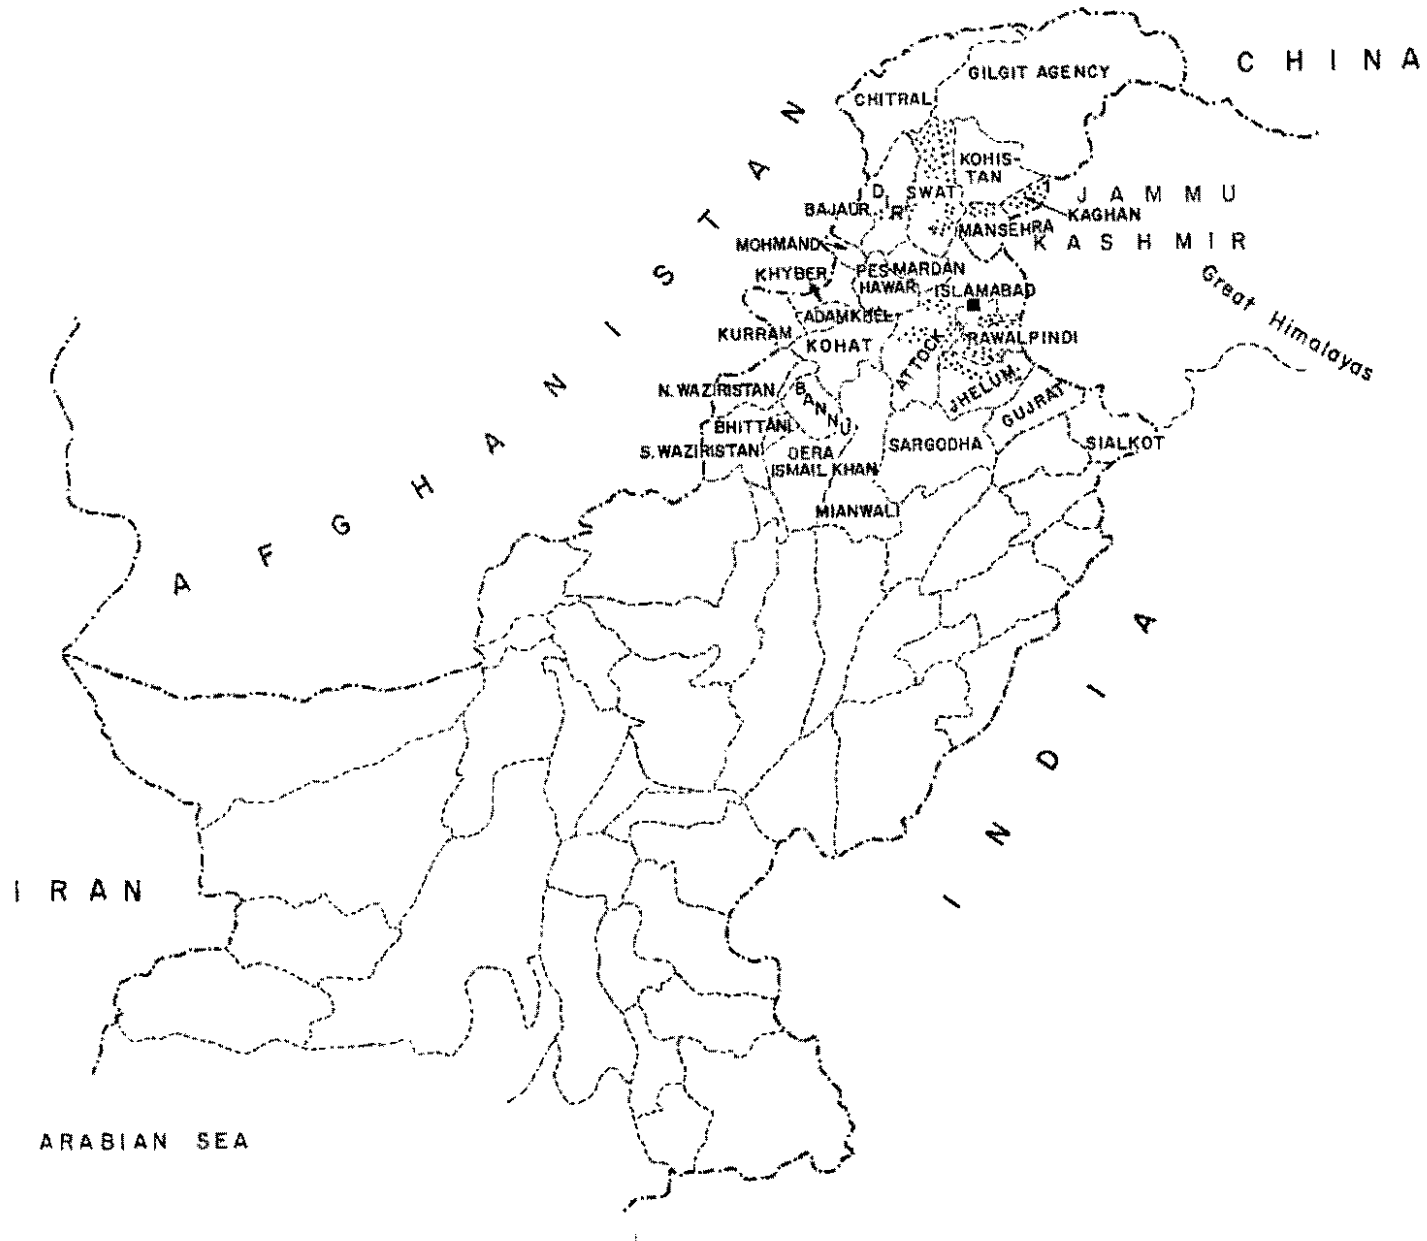 CHINA
GILGIT AGENCY
CHITRAL
KOHIS-
TAN
DIR
SWAT
JAMMU
BAJAUR
KAGHAN
MANSEHRA
KASHMIR
MOHMAND
PES-
HAWAR
MARDAN
KHYBER
ISLAMABAD
Great Himalayas
ADAMKHEL
KURRAM
KOHAT
RAWALPINDI
ATTOCK
N. WAZIRISTAN
BANNU
JHELUM
GUJRAT
BHITTANI
S. WAZIRISTAN
DERA
ISMAIL KHAN
SARGODHA
SIALKOT
MIANWALI
AFGHANISTAN
INDIA
IRAN
ARABIAN SEA